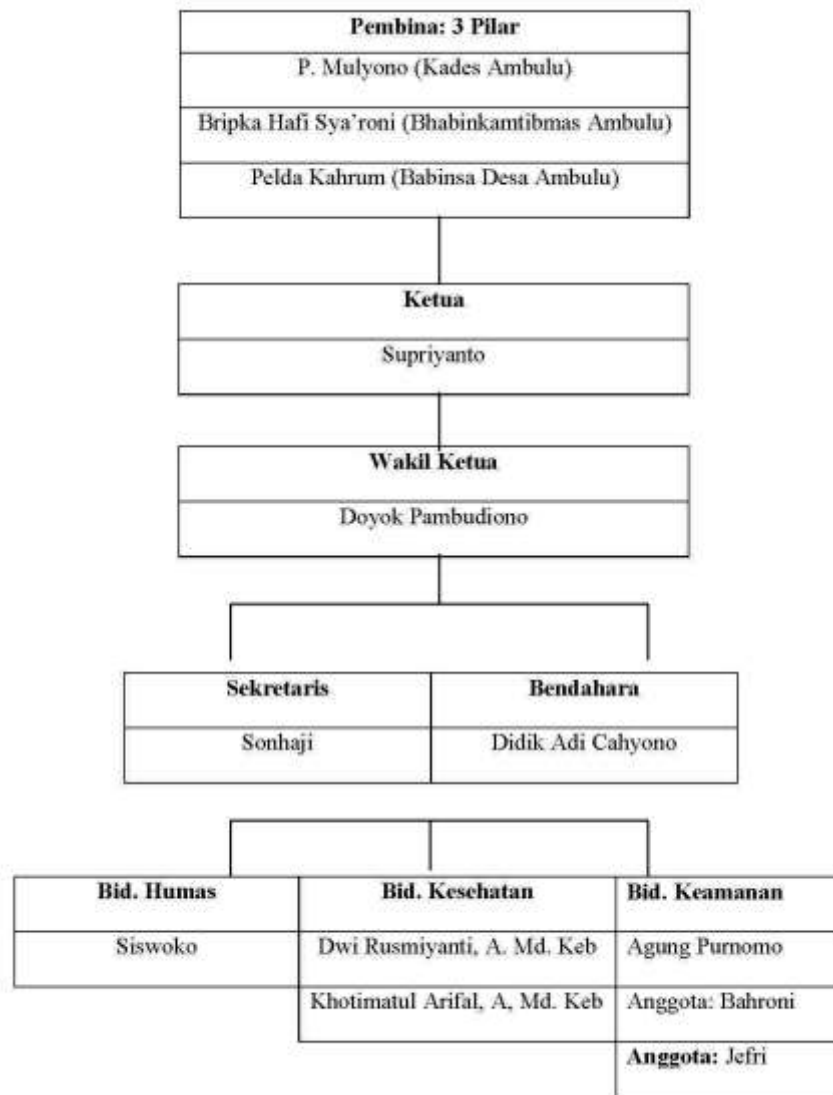 Pembina: 3 Pilar
P. Mulyono (Kades Ambulu)
Bripka Hafi Sya'roni (Bhabinkamtibmas Ambulu)
Pelda Kahrum (Babinsa Desa Ambulu)
Ketua
Supriyanto
Wakil Ketua
Doyok Pambudiono
Sekretaris
Bendahara
Sonhaji
Didik Adi Cahyono
Bid. Humas
Bid. Kesehatan
Bid. Keamanan
Siswoko
Dwi Rusmiyanti, A. Md. Keb
Agung Purnomo
Khotimatul Arifal, A, Md. Keb
Anggota: Bahroni
Anggota: Jefri